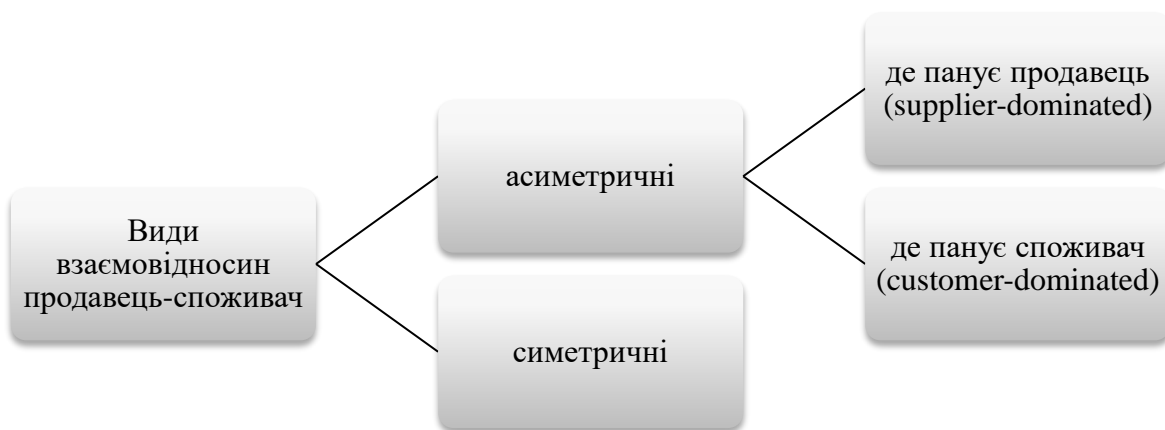 Види
взаємовідносин
продавець-споживач
асиметричні
симетричні
де панує продавець
(supplier-dominated)
де панує споживач
(customer-dominated)